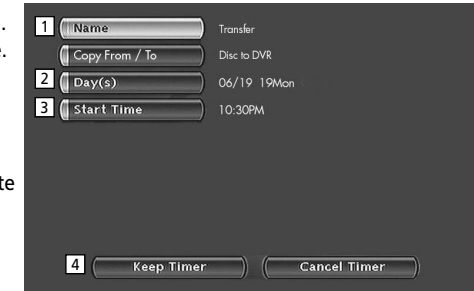 .
e.
1 Name Transfer
Copy From / To Disc to DVR
2 Day(s) 06/19 19Mon
3 Start Time 10:30PM
te
4 Keep Timer Cancel Timer